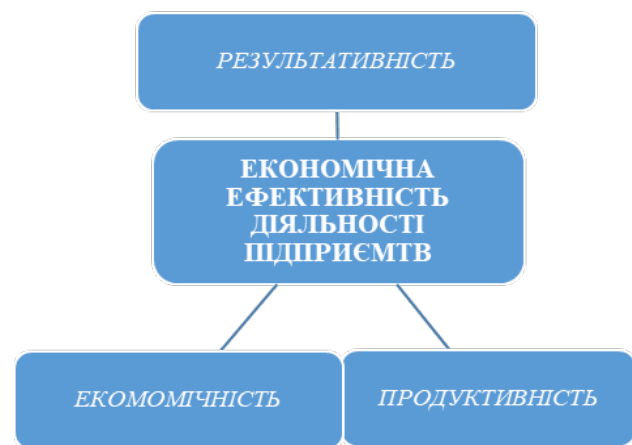 РЕЗУЛЬТАТИВНІСТЬ
ЕКОНОМІЧНА
ЕФЕКТИВНІСТЬ
ДІЯЛЬНОСТІ
ПІДПРИЄМТВ
ЕКОМОМІЧНІСТЬ
ПРОДУКТИВНІСТЬ